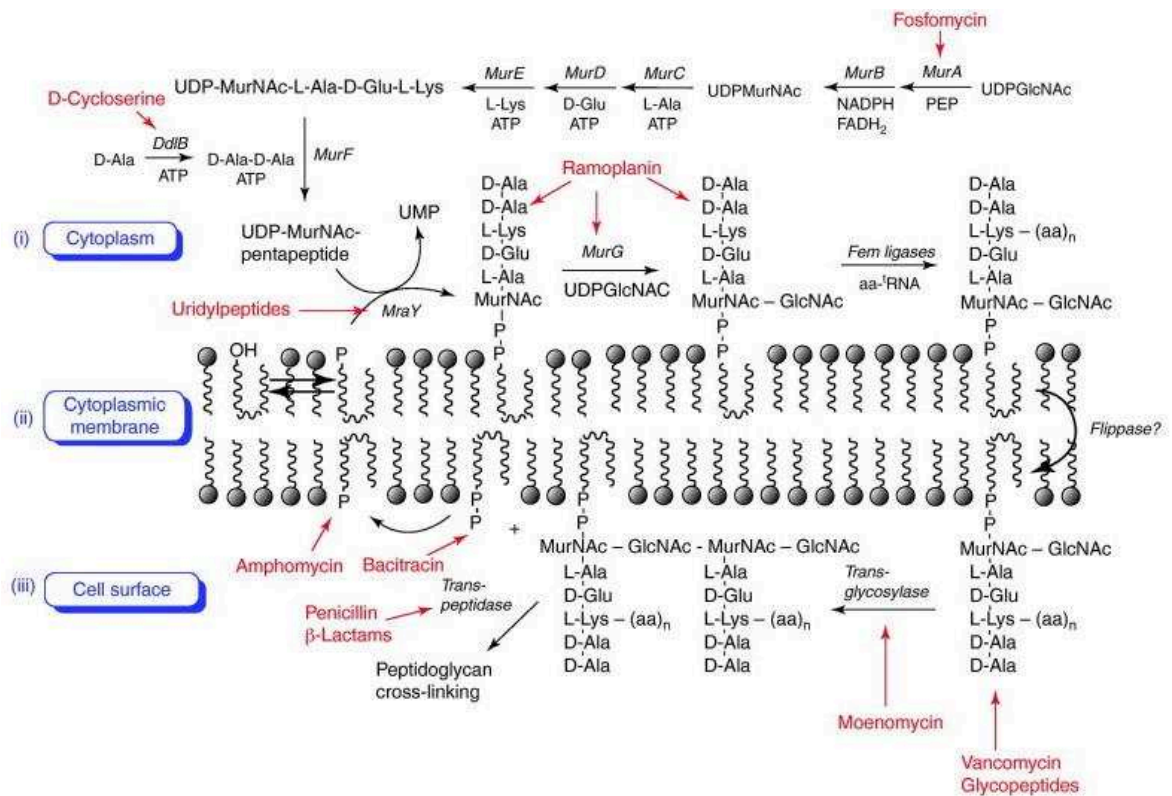 Fosfomycin
MurE MurD MurC MurB MurA
UDP-MurNAc-L-Ala-D-Glu-L-Lys UDPMurNAc UDPGlcNAc
L-Lys D-Glu L-Ala NADPH PEP
ATP ATP ATP FADH2
D-Cycloserine
DdlB
D-Ala D-Ala-D-Ala MurF
ATP ATP
Ramoplanin
D-Ala D-Ala D-Ala
D-Ala D-Ala D-Ala
L-Lys L-Lys L-Lys – (aa)n
D-Glu D-Glu D-Glu
L-Ala L-Ala L-Ala
MurNAc MurNAc – GlcNAc MurNAc – GlcNAc
P P P
P P P
UMP
(i) Cytoplasm
UDP-MurNAc-
pentapeptide
MurG
UDPGlcNAC
Fem ligases
aa-tRNA
Uridylpeptides
MraY
OH P
(ii) Cytoplasmic
membrane
Flippase?
P P P P
P P P
+
Amphomycin Bacitracin
MurNAc – GlcNAc - MurNAc – GlcNAc MurNAc – GlcNAc
L-Ala L-Ala L-Ala
D-Glu D-Glu D-Glu
L-Lys – (aa)n L-Lys – (aa)n L-Lys – (aa)n
D-Ala D-Ala D-Ala
D-Ala D-Ala D-Ala
(iii) Cell surface
Trans-
peptidase
Trans-
glycosylase
Penicillin
β-Lactams
Peptidoglycan
cross-linking
Moenomycin
Vancomycin
Glycopeptides